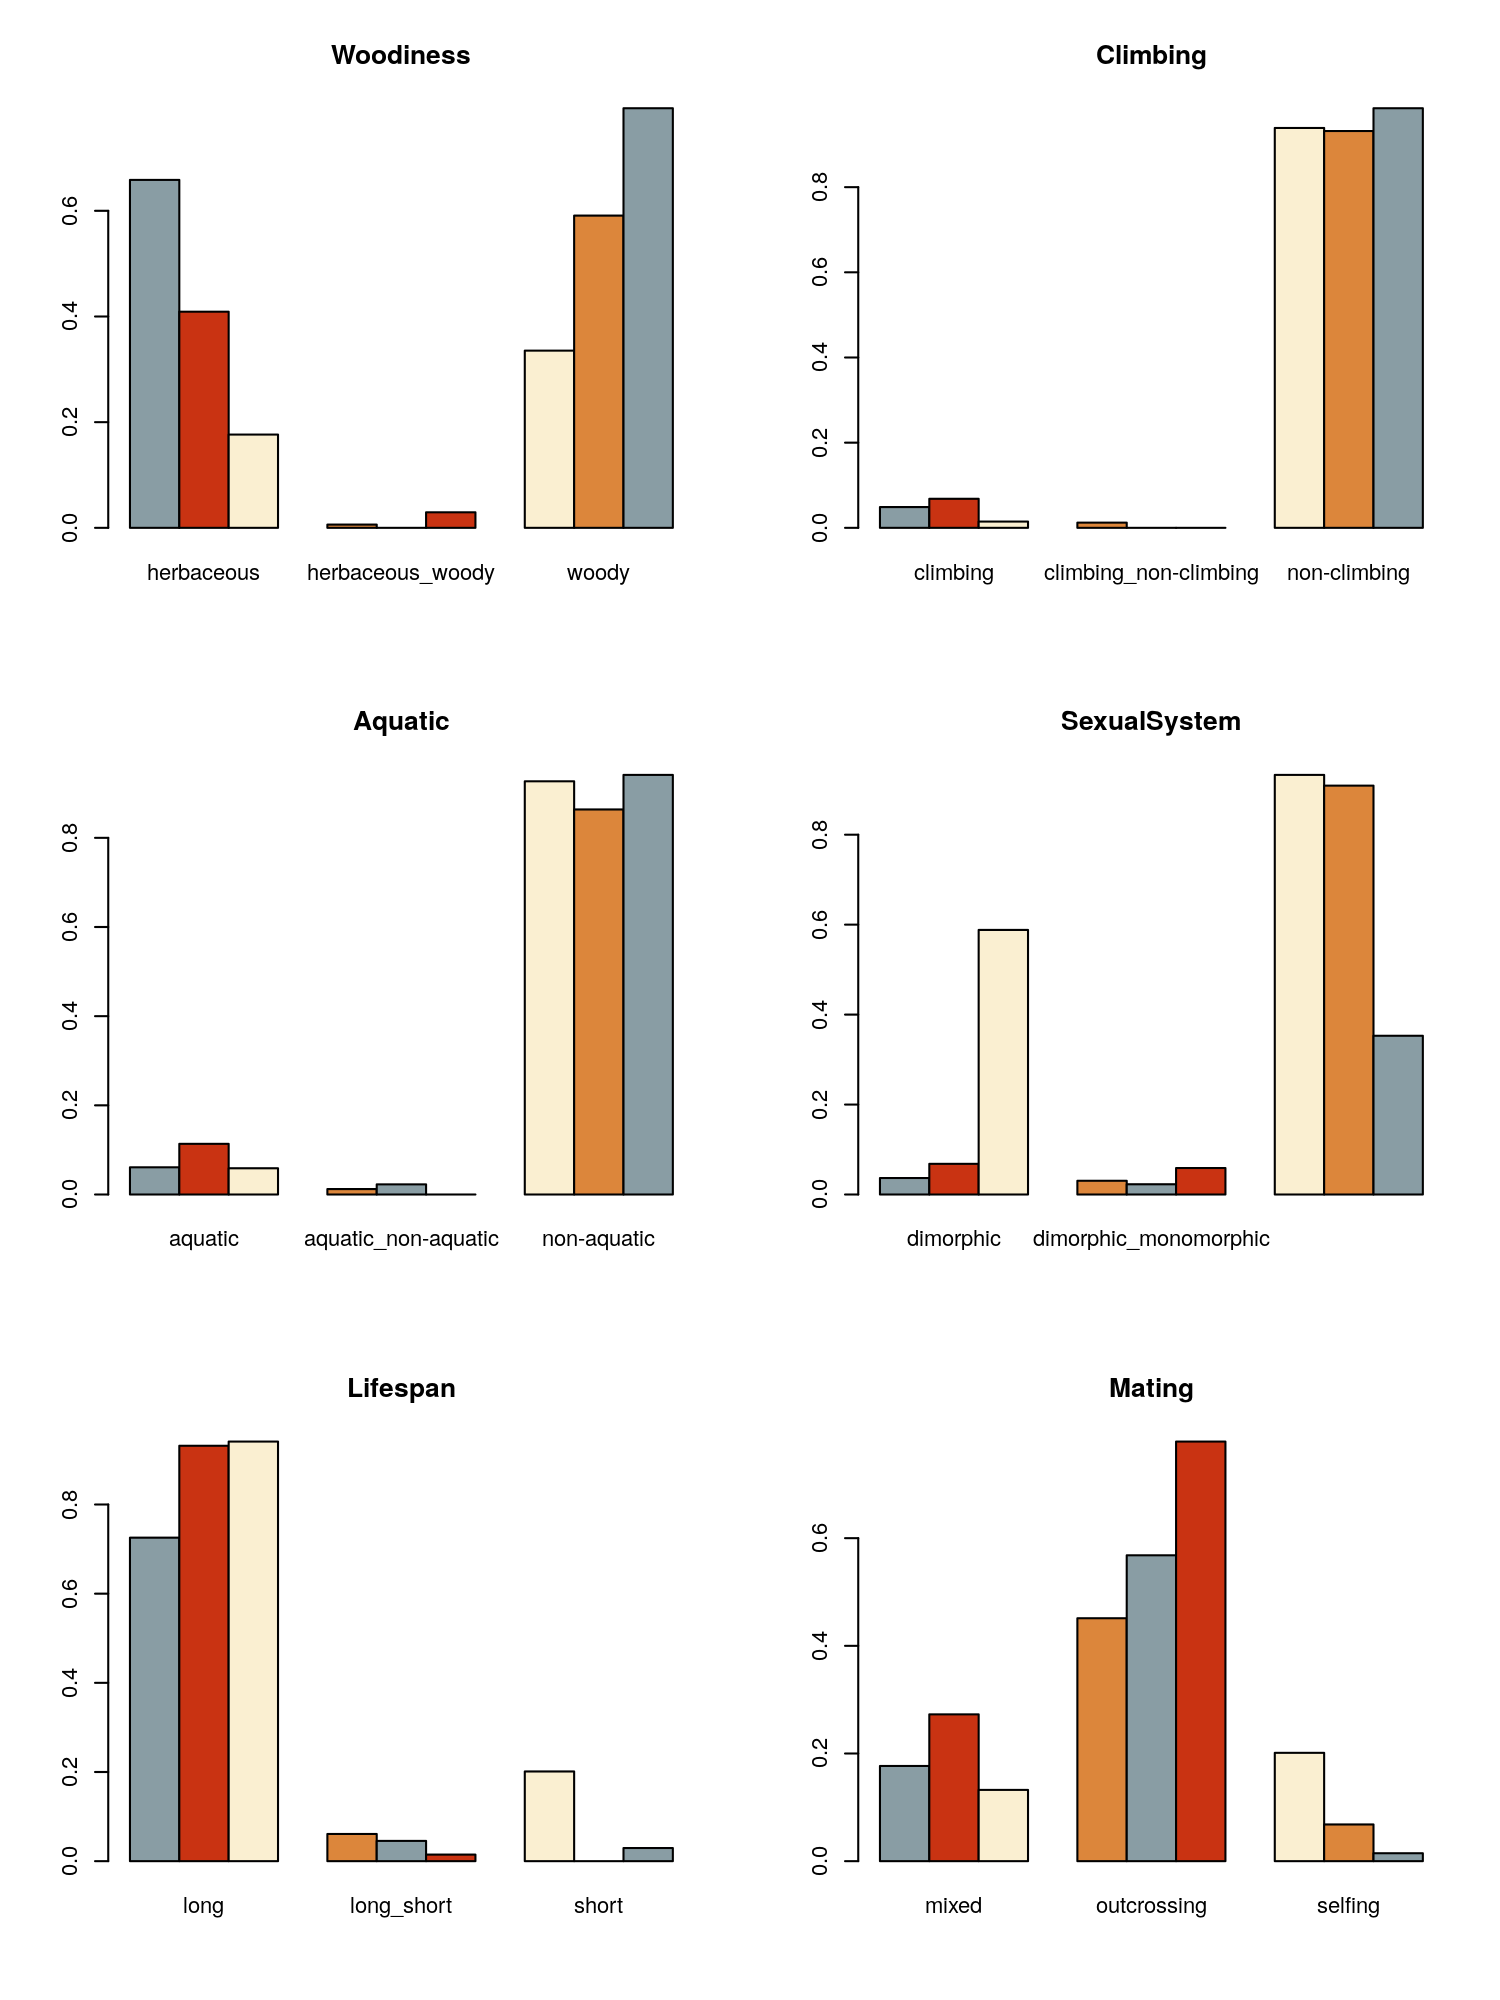 Woodiness
0.0 0.2 0.4 0.6
herbaceous herbaceous_woody woody
Climbing
0.0 0.2 0.4 0.6 0.8
climbing climbing_non-climbing non-climbing
Aquatic
0.0 0.2 0.4 0.6 0.8
aquatic aquatic_non-aquatic non-aquatic
SexualSystem
0.0 0.2 0.4 0.6 0.8
dimorphic dimorphic_monomorphic
Lifespan
0.0 0.2 0.4 0.6 0.8
long long_short short
Mating
0.0 0.2 0.4 0.6
mixed outcrossing selfing